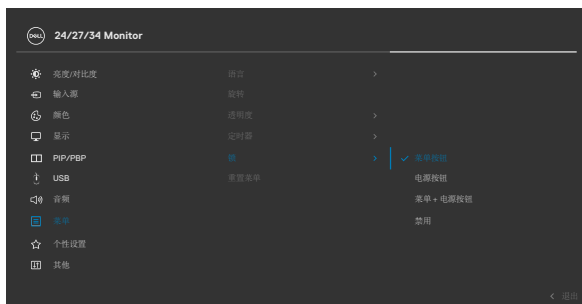 DELL 24/27/34 Monitor
亮度/对比度 语言
输入源 旋转
颜色 透明度
显示 定时器
PIP/PBP 锁 菜单按钮
USB 重置菜单 电源按钮
音频 菜单 + 电源按钮
菜单 禁用
个性设置
其他
退出